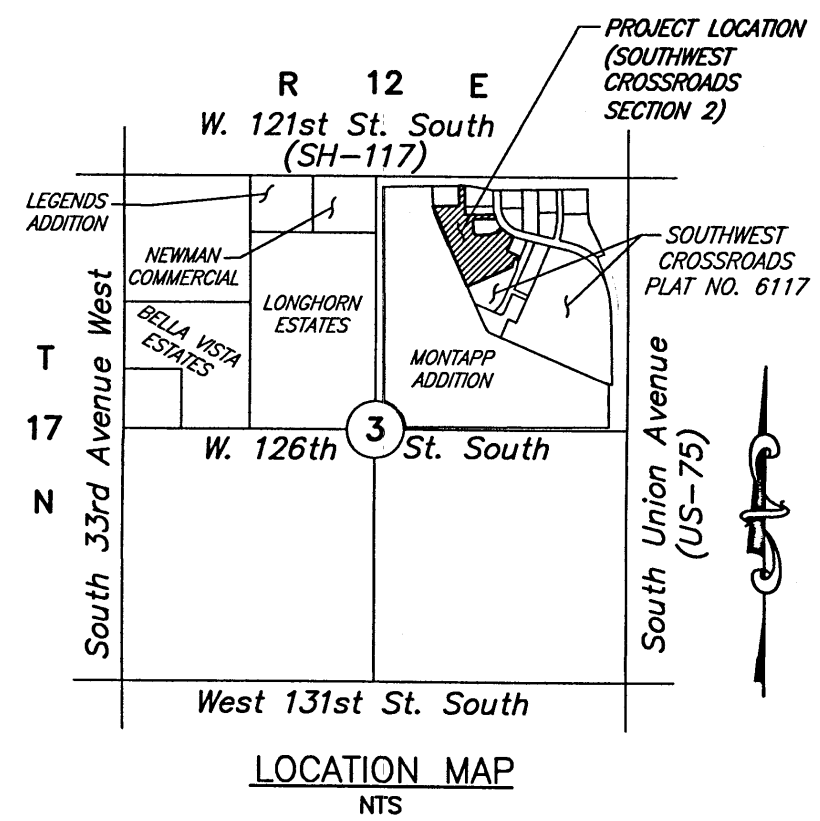 PROJECT LOCATION
(SOUTHWEST
CROSSROADS
SECTION 2)
R 12 E
W. 121st St. South
(SH-117)
LEGENDS
ADDITION
NEWMAN
COMMERCIAL
SOUTHWEST
CROSSROADS
PLAT NO. 6117
LONGHORN
ESTATES
BELLA VISTA
ESTATES
MONTAPP
ADDITION
T
17
N
South 33rd Avenue West
3
W. 126th St. South
South Union Avenue
(US-75)
West 131st St. South
LOCATION MAP
NTS